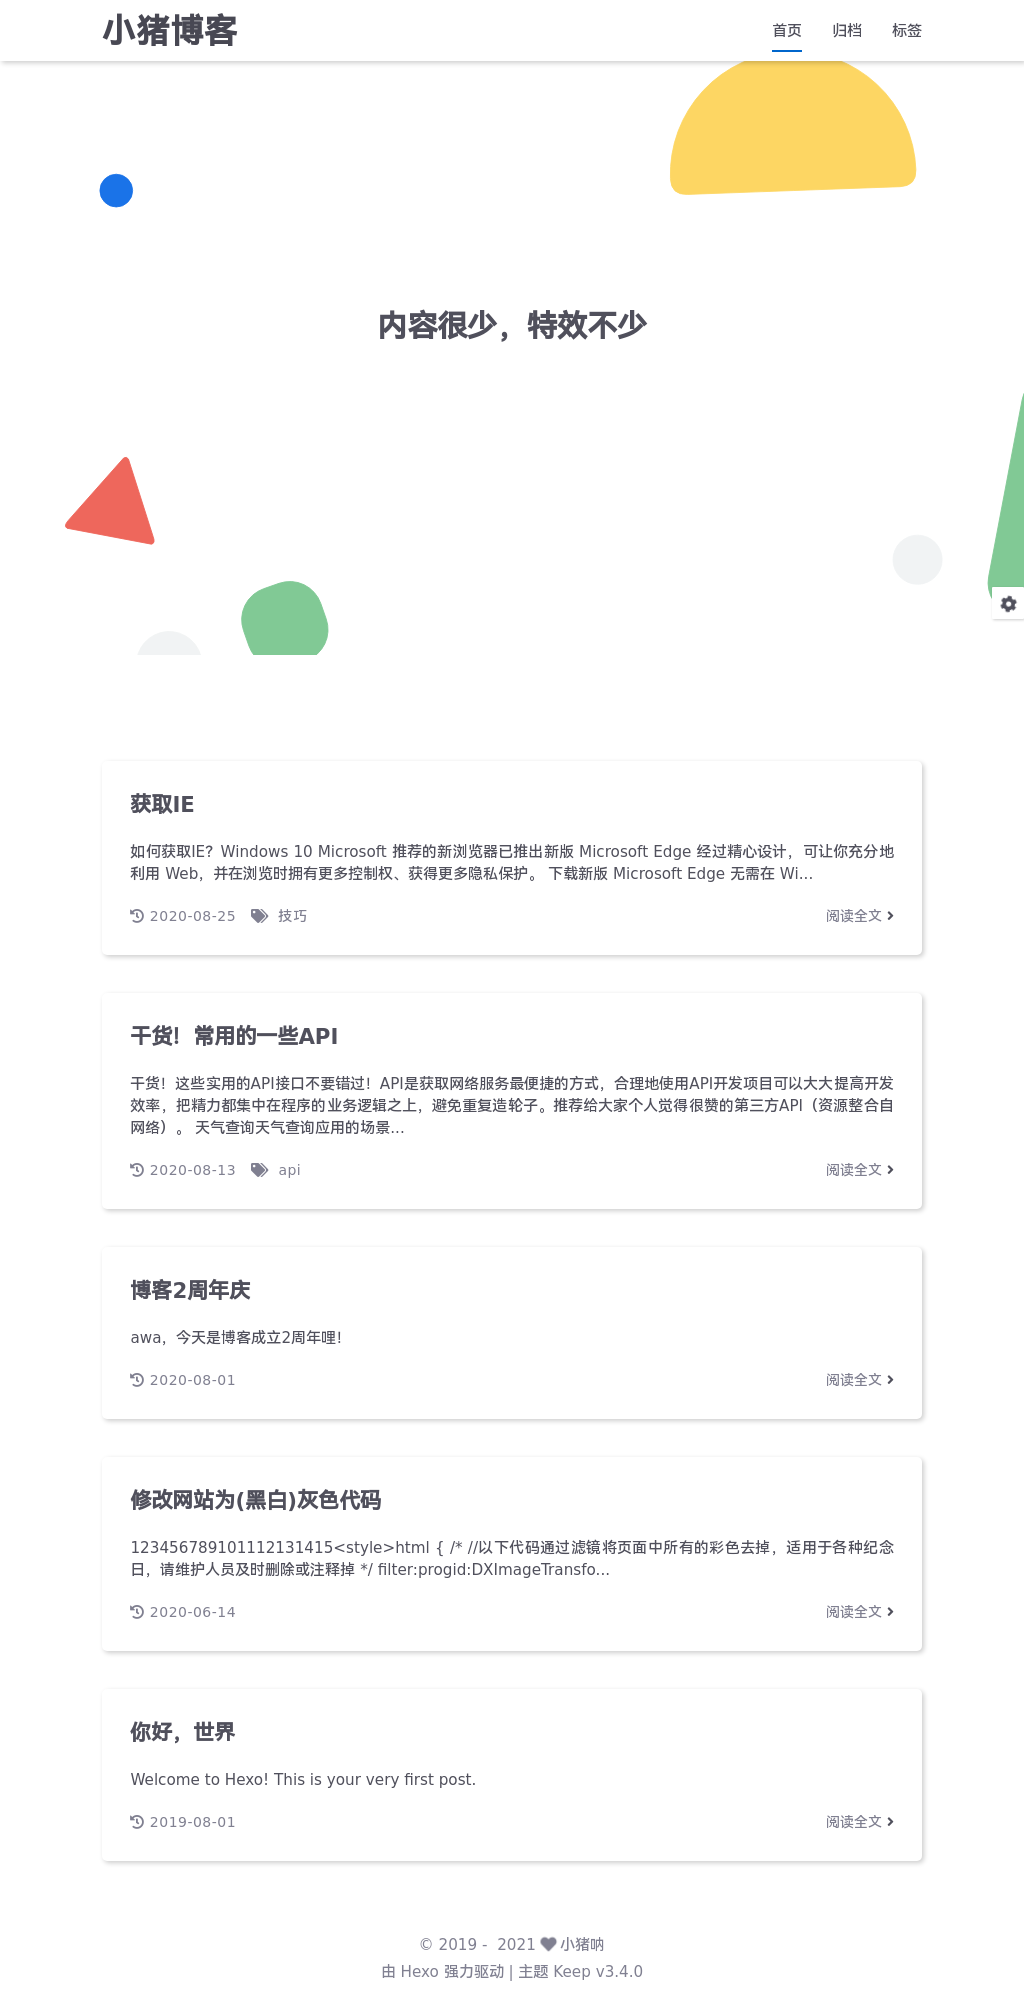 小猪博客
首页 归档 标签
内容很少，特效不少
获取IE
如何获取IE？Windows 10 Microsoft 推荐的新浏览器已推出新版 Microsoft Edge 经过精心设计，可让你充分地
利用 Web，并在浏览时拥有更多控制权、获得更多隐私保护。 下载新版 Microsoft Edge 无需在 Wi...
2020-08-25 技巧 阅读全文
干货！常用的一些API
干货！这些实用的API接口不要错过！API是获取网络服务最便捷的方式，合理地使用API开发项目可以大大提高开发
效率，把精力都集中在程序的业务逻辑之上，避免重复造轮子。推荐给大家个人觉得很赞的第三方API（资源整合自
网络）。 天气查询天气查询应用的场景...
2020-08-13 api 阅读全文
博客2周年庆
awa，今天是博客成立2周年哩！
2020-08-01 阅读全文
修改网站为(黑白)灰色代码
123456789101112131415<style>html { /* //以下代码通过滤镜将页面中所有的彩色去掉，适用于各种纪念
日，请维护人员及时删除或注释掉 */ filter:progid:DXImageTransfo...
2020-06-14 阅读全文
你好，世界
Welcome to Hexo! This is your very first post.
2019-08-01 阅读全文
© 2019 - 2021 小猪呐
由 Hexo 强力驱动 | 主题 Keep v3.4.0